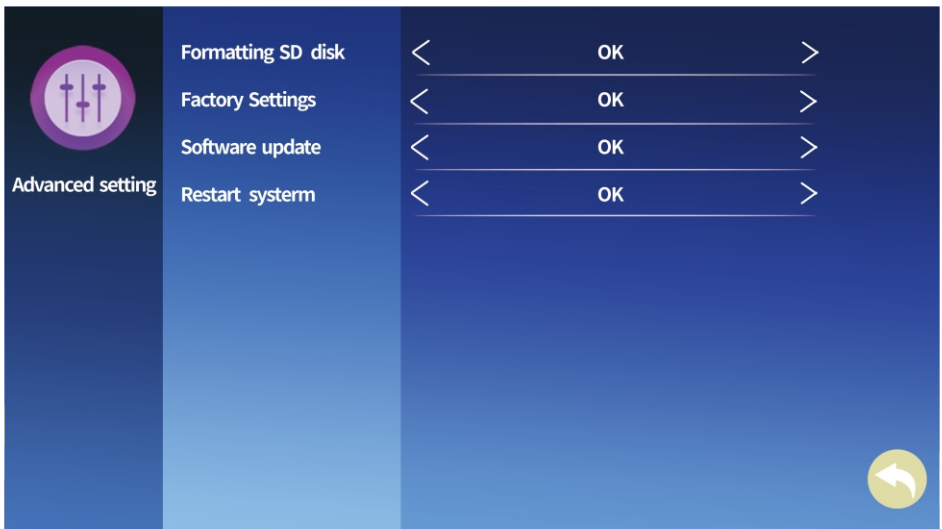 Formatting SD disk < OK >
Factory Settings < OK >
Software update < OK >
Advanced setting
Restart systerm < OK >